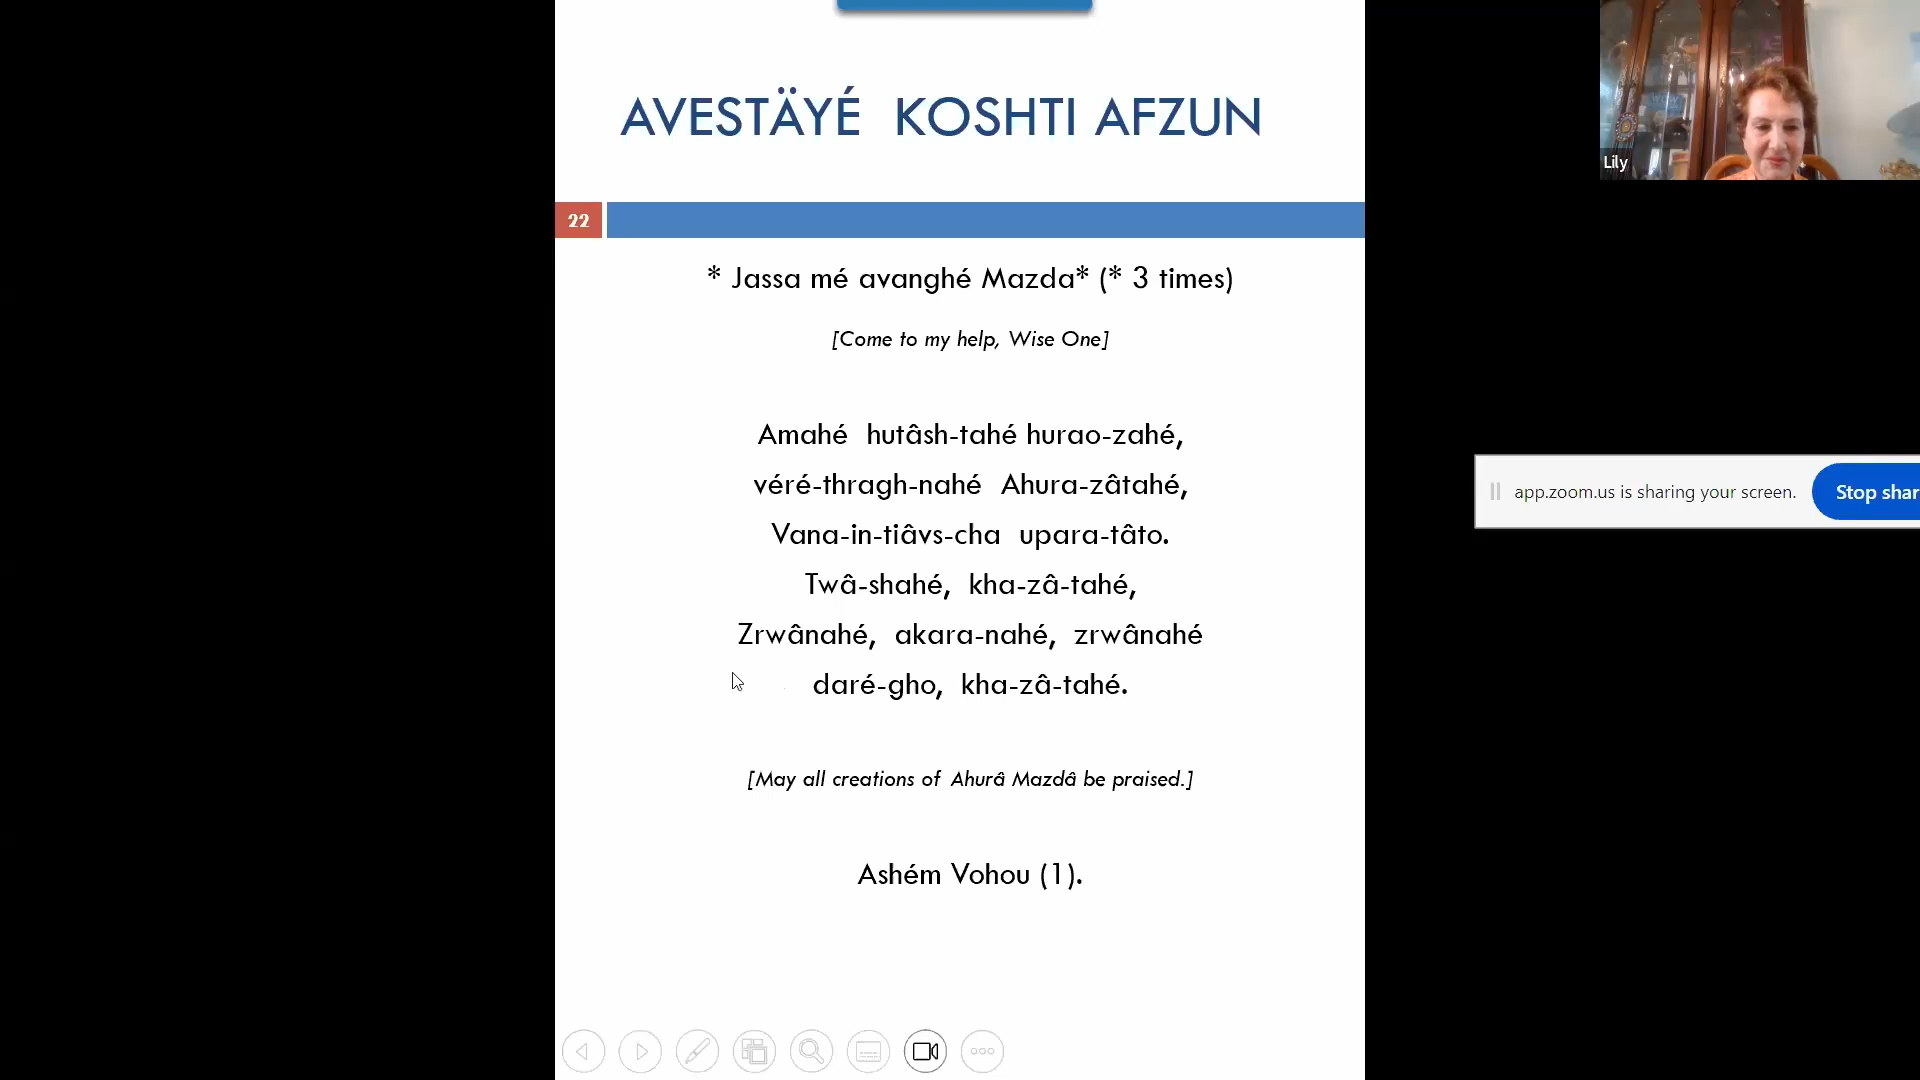 AVESTÄYÉ KOSHTI AFZUN
Lily
22
* Jassa mé avanghé Mazda* (* 3 times)
[Come to my help, Wise One]
Amahé hutâsh-tahé hurao-zahé,
véré-thragh-nahé Ahura-zâtahé,
app.zoom.us is sharing your screen.
Stop shar
Vana-in-tiâvs-cha upara-tâto.
Twâ-shahé, kha-zâ-tahé,
Zrwânahé, akara-nahé, zrwânahé
daré-gho, kha-zâ-tahé.
[May all creations of Ahurâ Mazdâ be praised.]
Ashém Vohou (1).